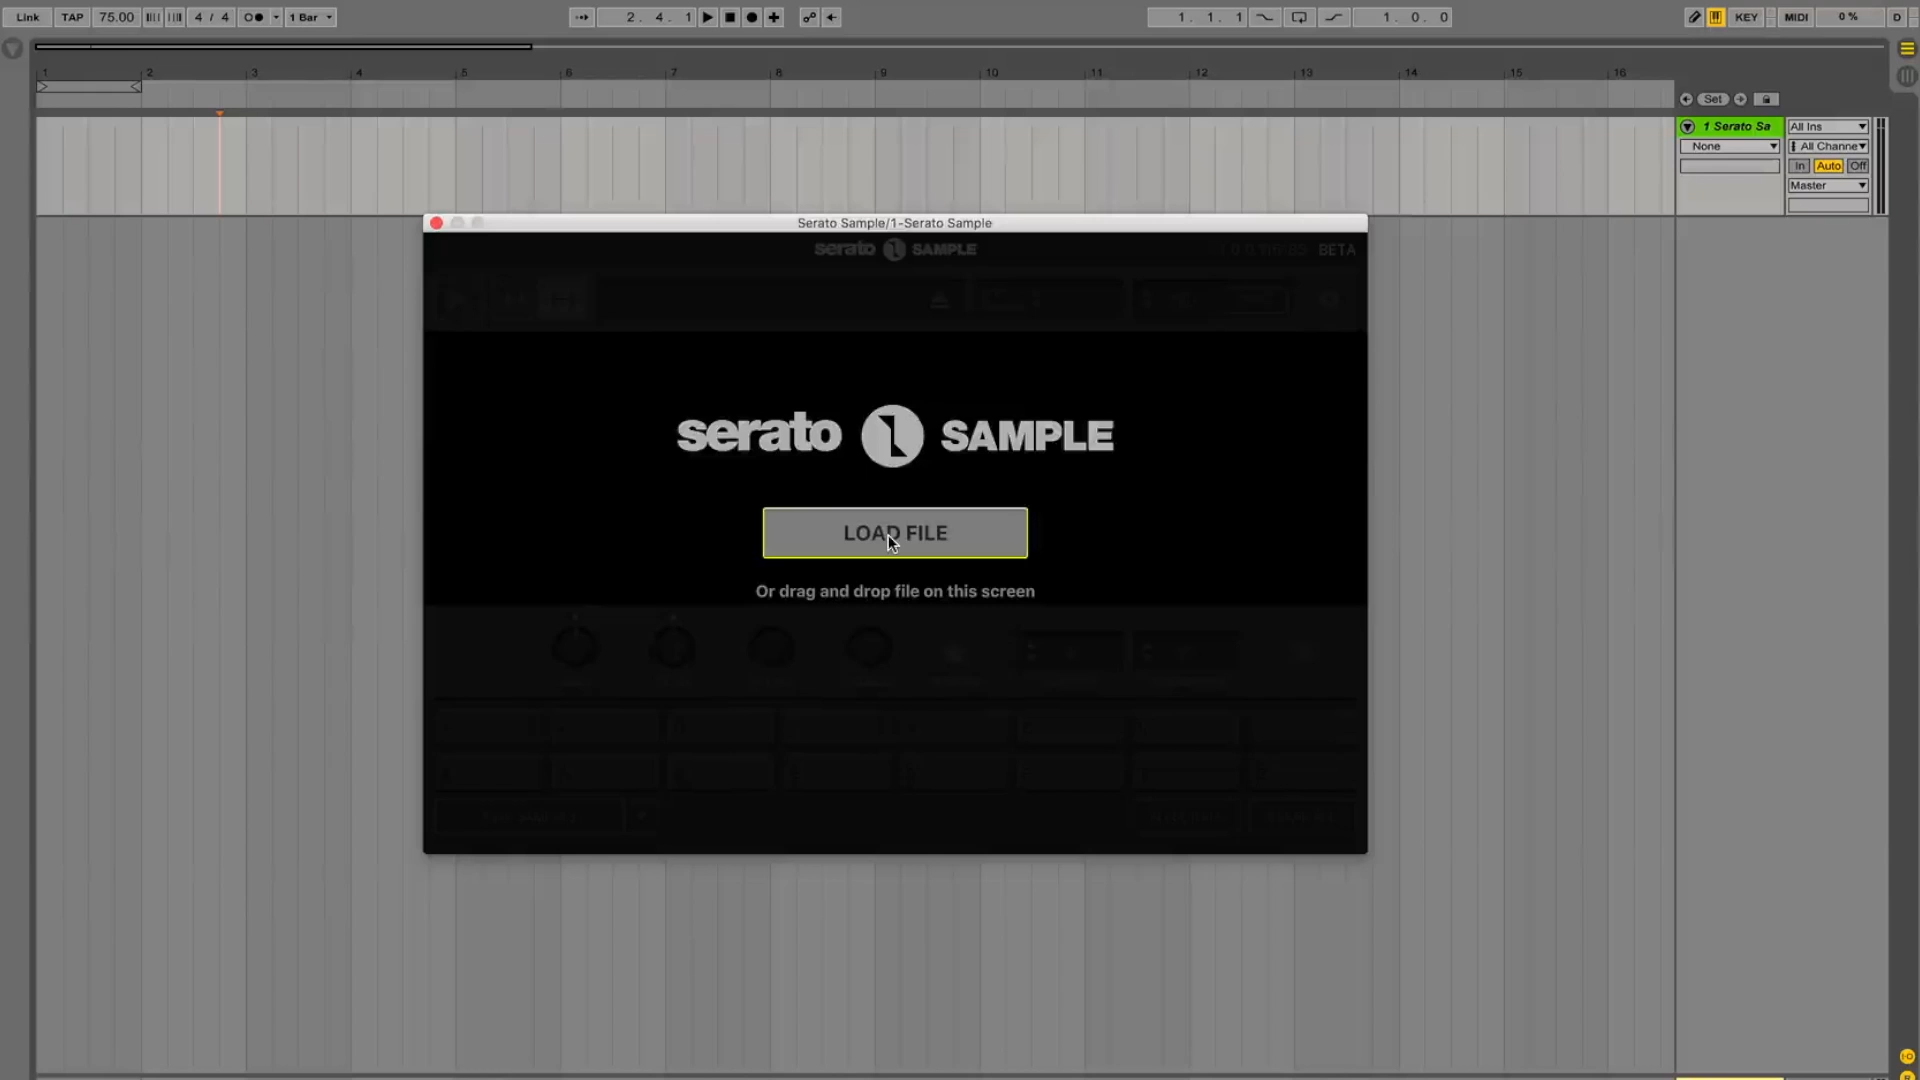 Link TAP 75.00 4 / 4 1 Bar 2. 4. 1 1. 1. 1 1. 0. 0 KEY MIDI 0 % D
1 2 3 4 5 6 7 8 9 10 11 12 13 14 15 16
Set
1 Serato Sa All Ins
None All Channe
In Auto Off
Master
Serato Sample/1-Serato Sample
serato SAMPLE BETA
serato SAMPLE
LOAD FILE
Or drag and drop file on this screen